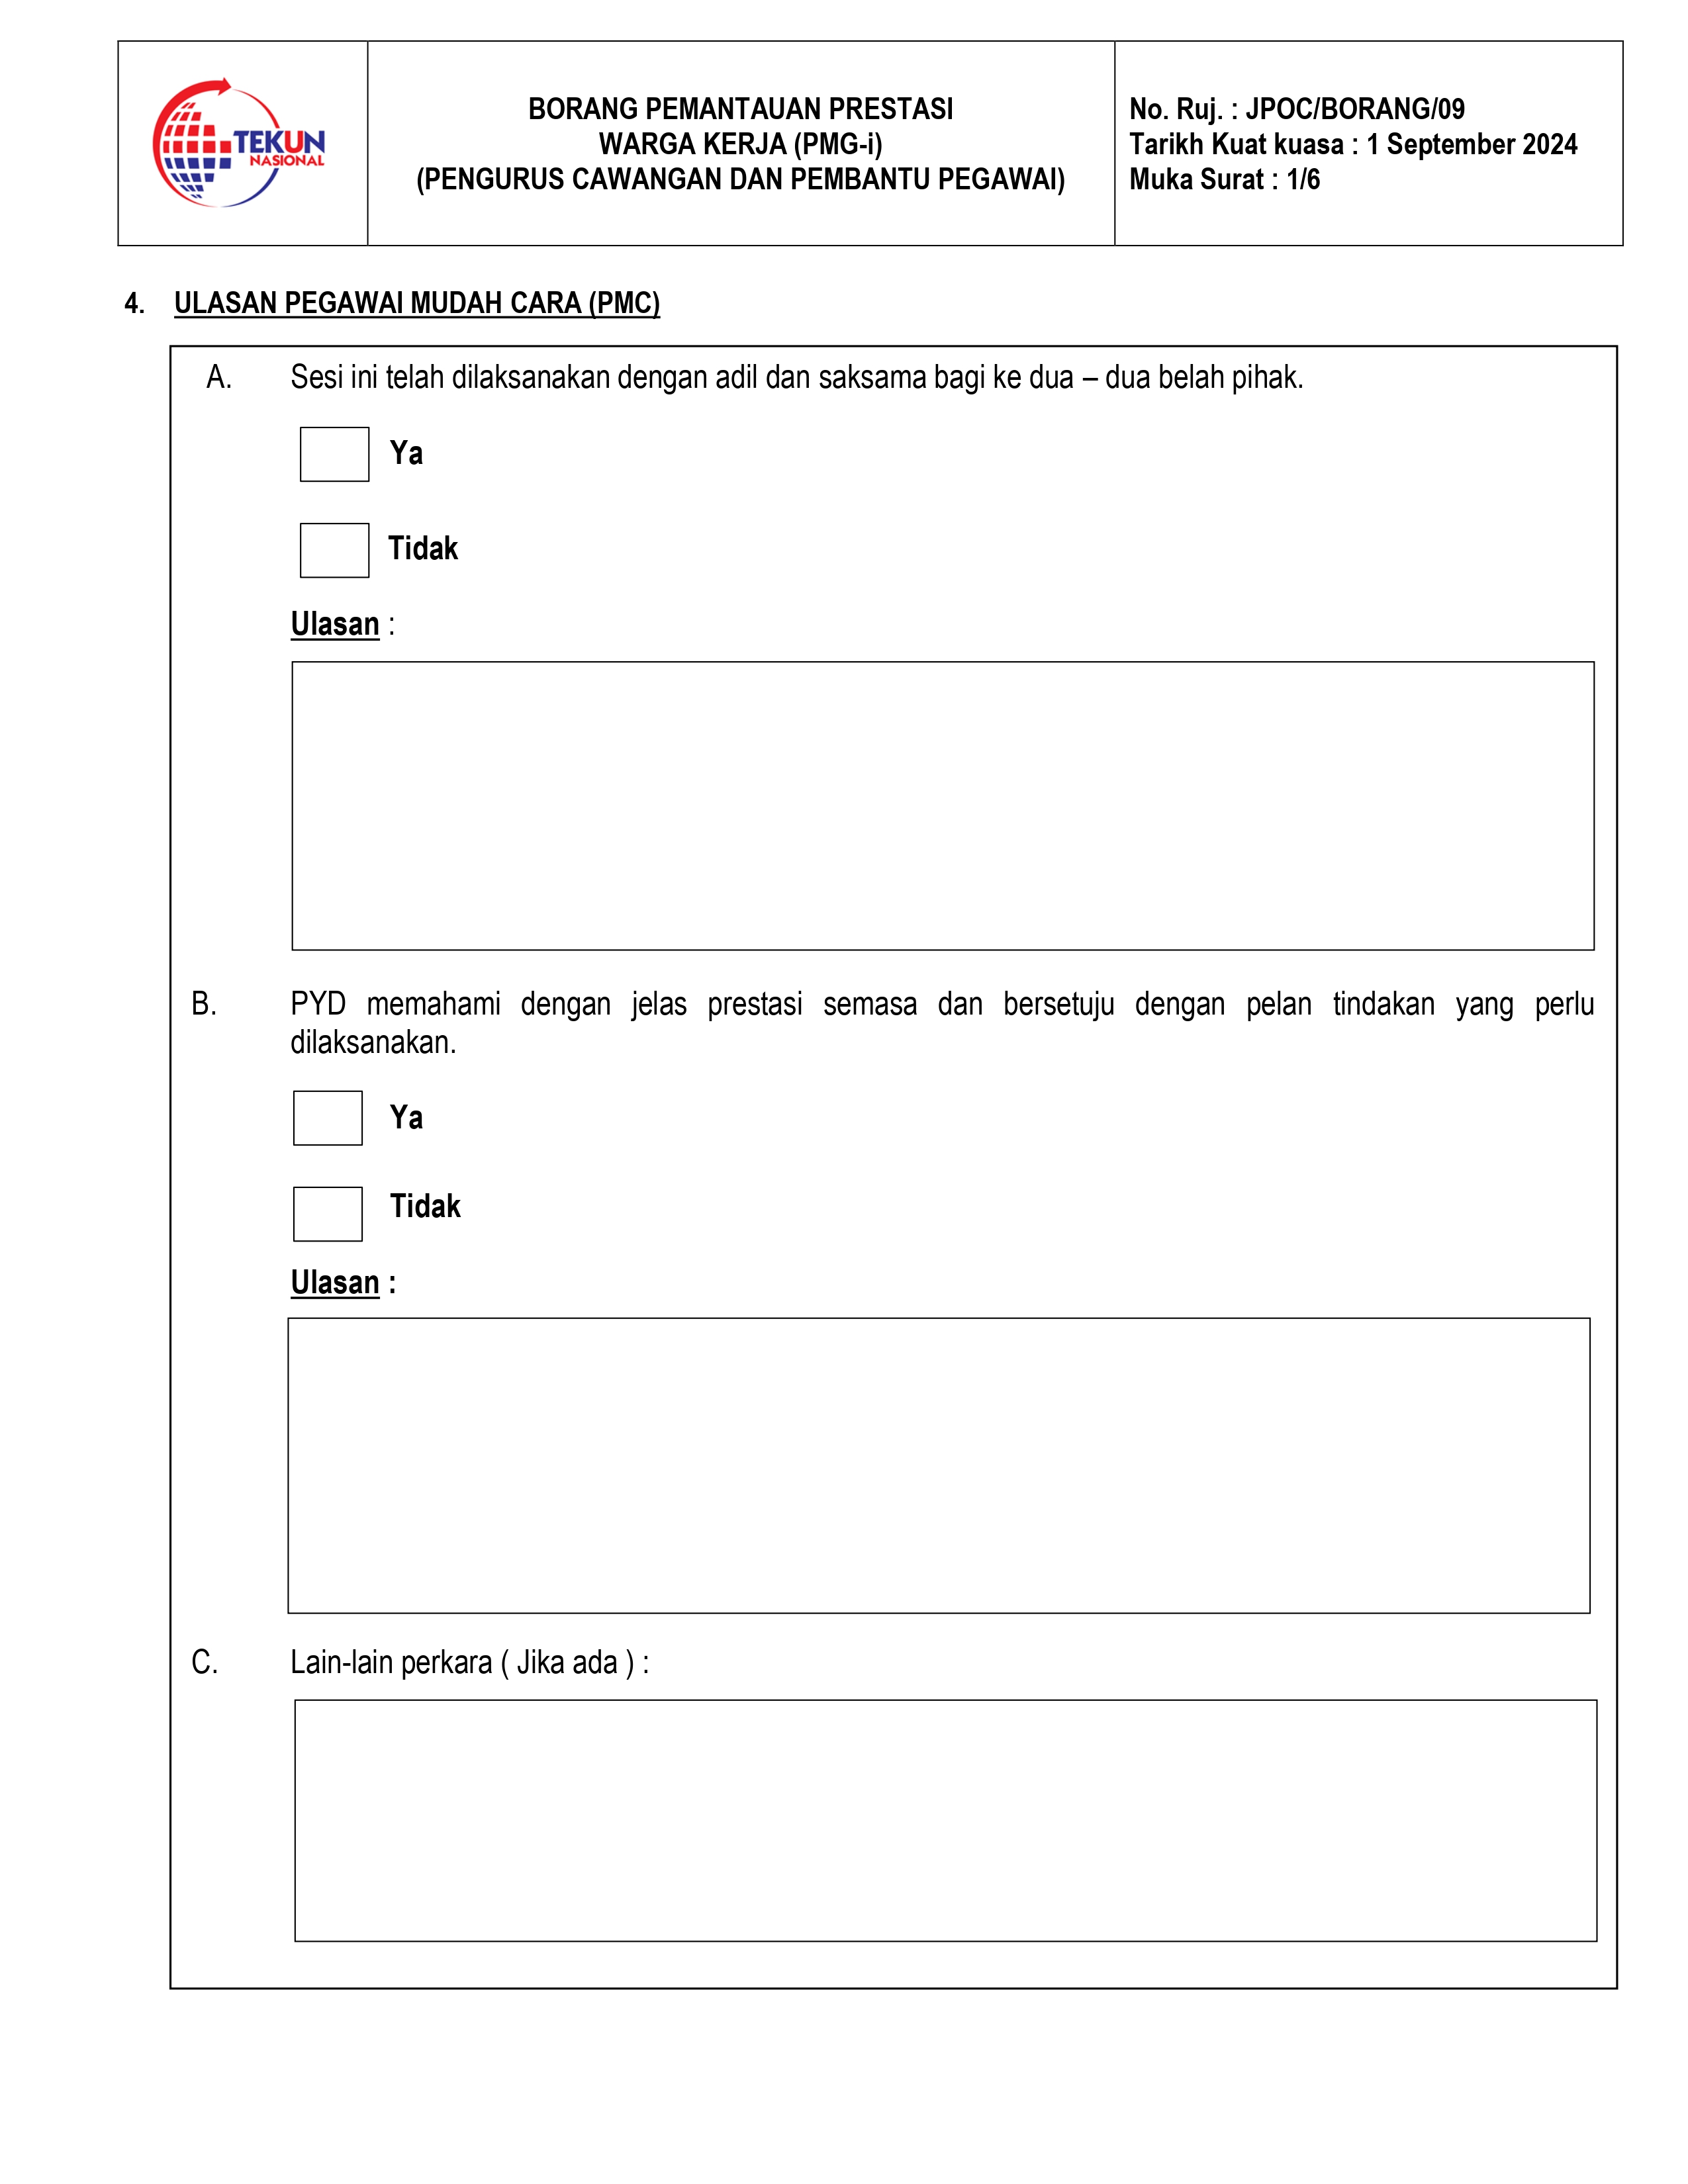 TEKUN
NASIONAL
BORANG PEMANTAUAN PRESTASI
WARGA KERJA (PMG-i)
(PENGURUS CAWANGAN DAN PEMBANTU PEGAWAI)
No. Ruj. : JPOC/BORANG/09
Tarikh Kuat kuasa : 1 September 2024
Muka Surat : 1/6
4. ULASAN PEGAWAI MUDAH CARA (PMC)
A. Sesi ini telah dilaksanakan dengan adil dan saksama bagi ke dua – dua belah pihak.
Ya
Tidak
Ulasan :
B. PYD memahami dengan jelas prestasi semasa dan bersetuju dengan pelan tindakan yang perlu
dilaksanakan.
Ya
Tidak
Ulasan :
C. Lain-lain perkara ( Jika ada ) :